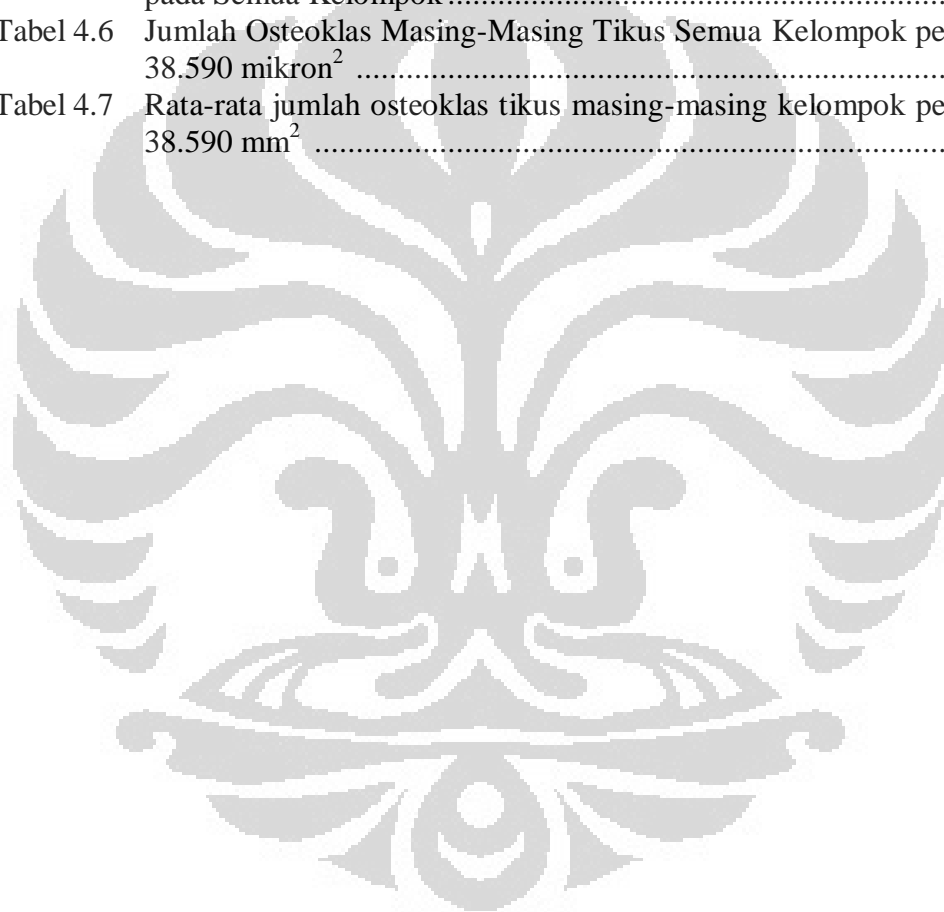 pada Semua Kelompok ................................................................
Tabel 4.6 Jumlah Osteoklas Masing-Masing Tikus Semua Kelompok pe
38.590 mikron² ................................................................
Tabel 4.7 Rata-rata jumlah osteoklas tikus masing-masing kelompok pe
38.590 mm² ................................................................